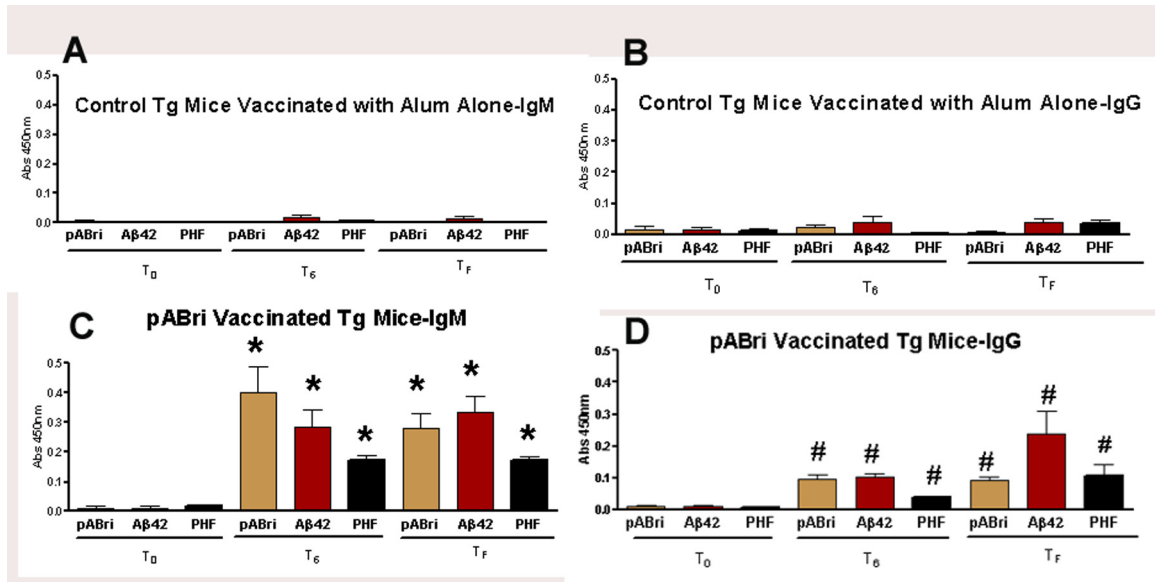 A
Control Tg Mice Vaccinated with Alum Alone-IgM
Abs 450nm
0.5
0.4
0.3
0.2
0.1
0.0
pABri Aβ42 PHF pABri Aβ42 PHF pABri Aβ42 PHF
T0 T6 TF
B
Control Tg Mice Vaccinated with Alum Alone-IgG
Abs 450nm
0.5
0.4
0.3
0.2
0.1
0.0
pABri Aβ42 PHF pABri Aβ42 PHF pABri Aβ42 PHF
T0 T6 TF
C
pABri Vaccinated Tg Mice-IgM
Abs 450nm
0.5
0.4
0.3
0.2
0.1
0.0
* * * * * *
pABri Aβ42 PHF pABri Aβ42 PHF pABri Aβ42 PHF
T0 T6 TF
D
pABri Vaccinated Tg Mice-IgG
Abs 450nm
0.5
0.4
0.3
0.2
0.1
0.0
# # # # # #
pABri Aβ42 PHF pABri Aβ42 PHF pABri Aβ42 PHF
T0 T6 TF